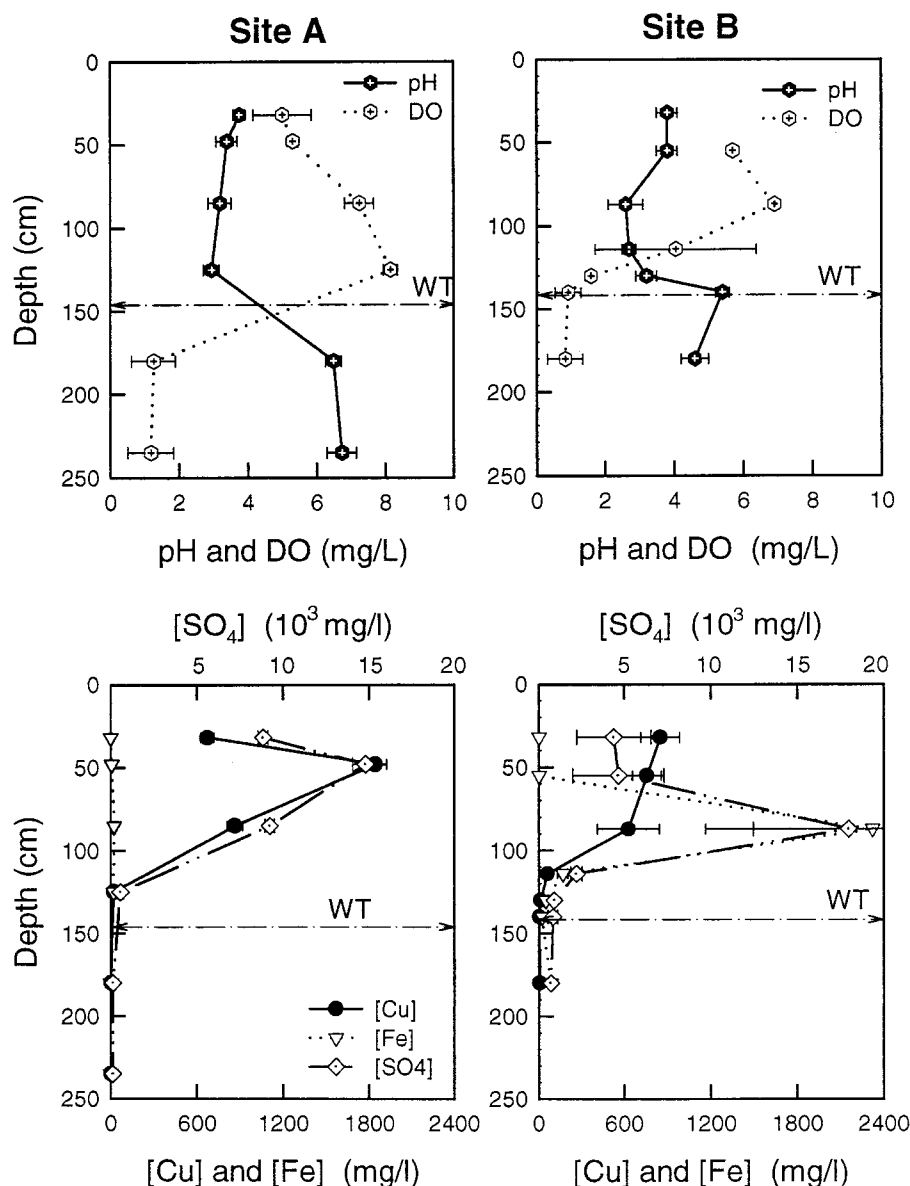 Site A
Site B
0
50
100
150
200
250
Depth (cm)
pH
DO
WT
0 2 4 6 8 10
pH and DO (mg/L)
0
50
100
150
200
250
pH
DO
WT
0 2 4 6 8 10
pH and DO (mg/L)
[SO4] (10^3 mg/l)
5 10 15 20
0
50
100
150
200
250
Depth (cm)
WT
[Cu]
[Fe]
[SO4]
0 600 1200 1800 2400
[Cu] and [Fe] (mg/l)
[SO4] (10^3 mg/l)
5 10 15 20
0
50
100
150
200
250
WT
0 600 1200 1800 2400
[Cu] and [Fe] (mg/l)